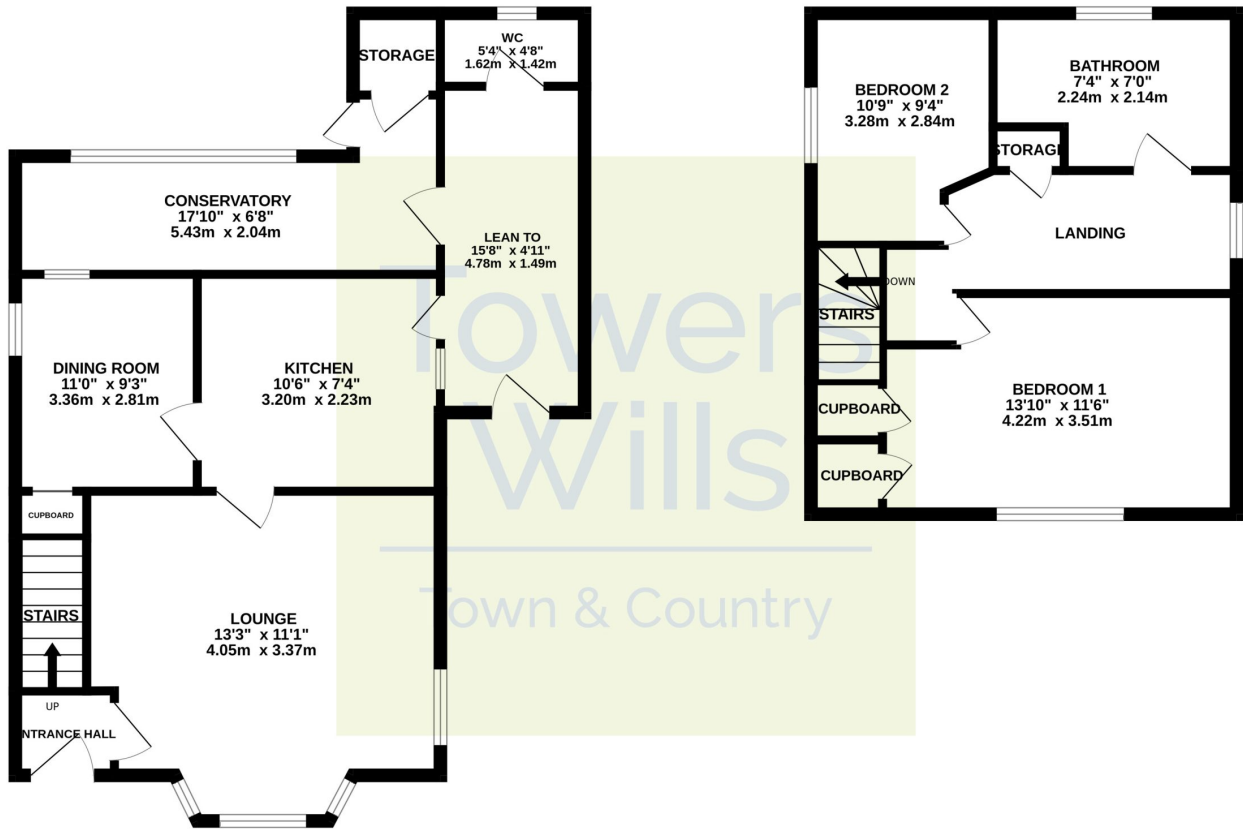 STORAGE
WC
5'4" x 4'8"
1.62m x 1.42m
CONSERVATORY
17'10" x 6'8"
5.43m x 2.04m
LEAN TO
15'8" x 4'11"
4.78m x 1.49m
DINING ROOM
11'0" x 9'3"
3.36m x 2.81m
KITCHEN
10'6" x 7'4"
3.20m x 2.23m
CUPBOARD
STAIRS
UP
NTRANCE HALL
LOUNGE
13'3" x 11'1"
4.05m x 3.37m
BEDROOM 2
10'9" x 9'4"
3.28m x 2.84m
BATHROOM
7'4" x 7'0"
2.24m x 2.14m
STORAGE
LANDING
DOWN
STAIRS
CUPBOARD
CUPBOARD
BEDROOM 1
13'10" x 11'6"
4.22m x 3.51m
Towers
Wills
Town & Country